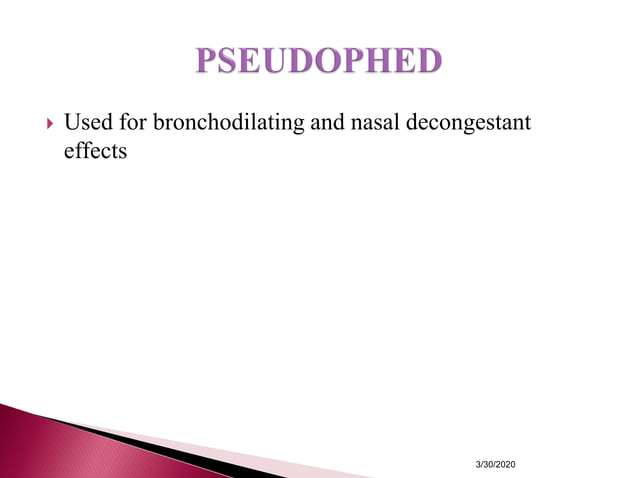 PSEUDOPHED
Used for bronchodilating and nasal decongestant
effects
3/30/2020